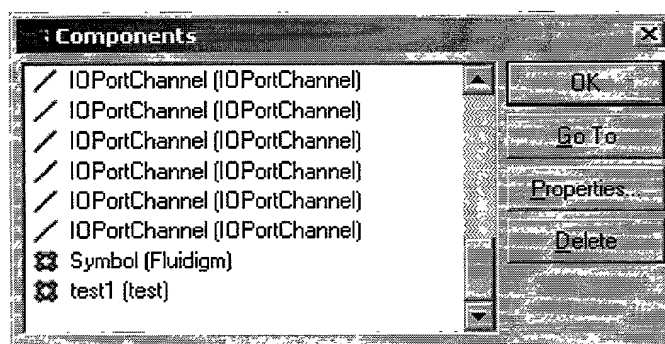 Components
IOPortChannel (IOPortChannel)
IOPortChannel (IOPortChannel)
IOPortChannel (IOPortChannel)
IOPortChannel (IOPortChannel)
IOPortChannel (IOPortChannel)
IOPortChannel (IOPortChannel)
Symbol (Fluidigm)
test1 (test)
OK
Go To
Properties...
Delete